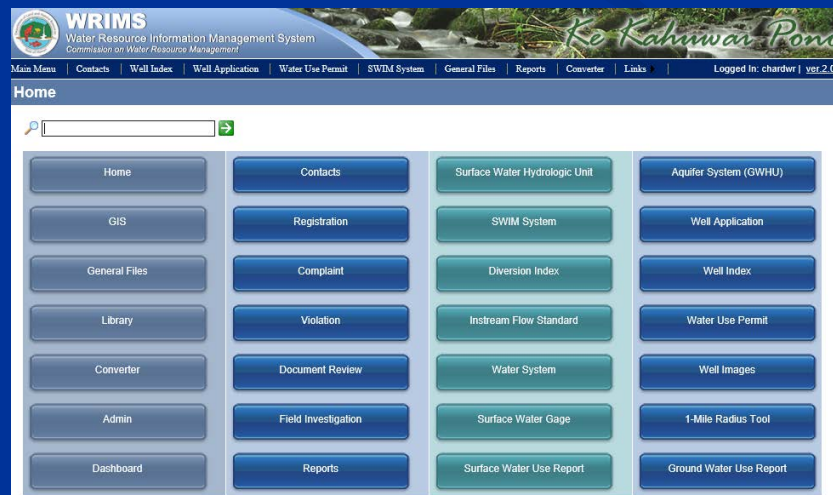 WRIMS
Water Resource Information Management System
Commission on Water Resource Management
Ke Kahuwai Pono
Main Menu | Contacts | Well Index | Well Application | Water Use Permit | SWIM System | General Files | Reports | Converter | Links | Logged In: chardwr | ver.2.0
Home
Home Contacts Surface Water Hydrologic Unit Aquifer System (GWHU)
GIS Registration SWIM System Well Application
General Files Complaint Diversion Index Well Index
Library Violation Instream Flow Standard Water Use Permit
Converter Document Review Water System Well Images
Admin Field Investigation Surface Water Gage 1-Mile Radius Tool
Dashboard Reports Surface Water Use Report Ground Water Use Report